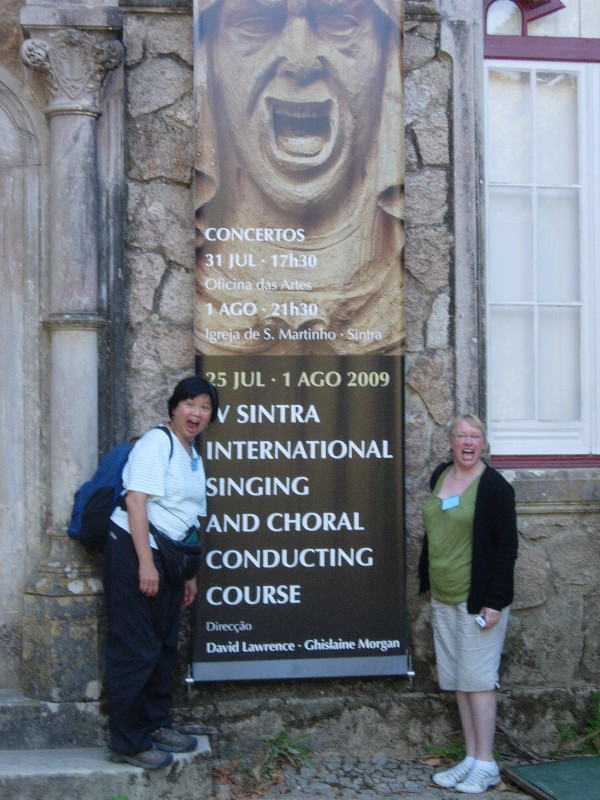 CONCERTOS
31 JUL · 17h30
Oficina das Artes
1 AGO · 21h30
Igreja de S. Martinho · Sintra
25 JUL · 1 AGO 2009
V SINTRA
INTERNATIONAL
SINGING
AND CHORAL
CONDUCTING
COURSE
Direcção
David Lawrence · Ghislaine Morgan